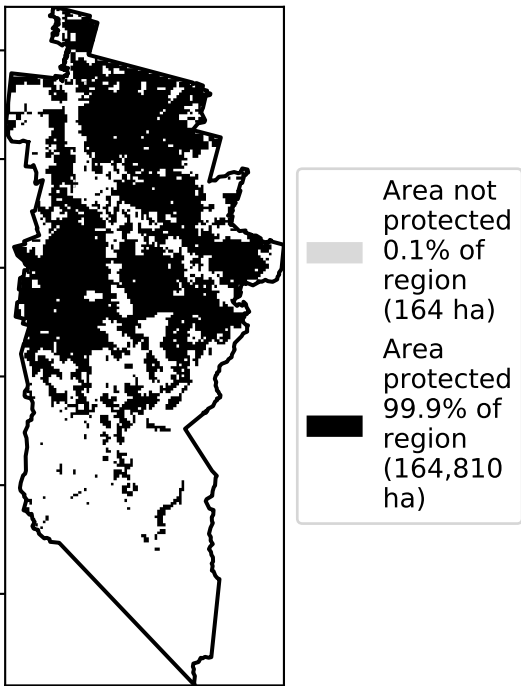 Area not
protected
0.1% of
region
(164 ha)
Area
protected
99.9% of
region
(164,810
ha)